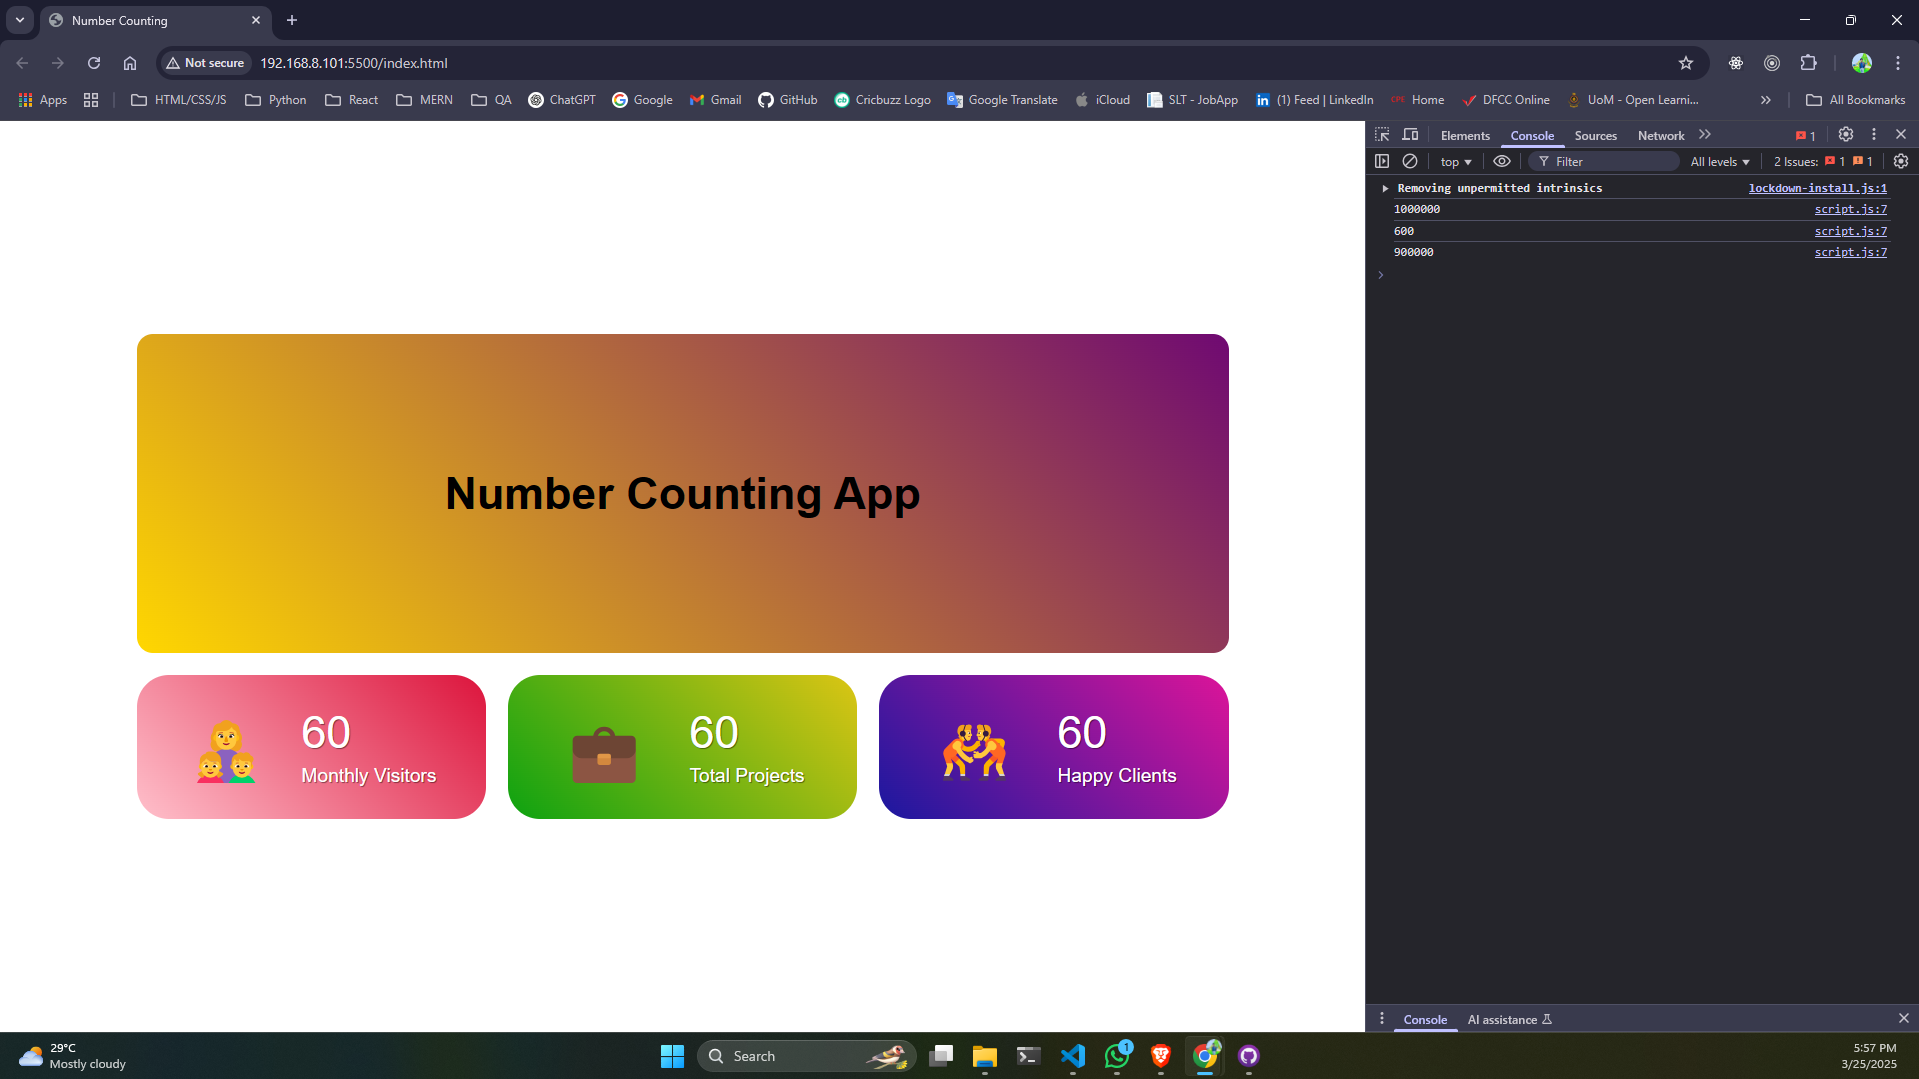 Number Counting
Not secure
192.168.8.101:5500/index.html
Apps
HTML/CSS/JS
Python
React
MERN
QA
ChatGPT
Google
Gmail
GitHub
Cricbuzz Logo
Google Translate
iCloud
SLT - JobApp
(1) Feed | LinkedIn
Home
DFCC Online
UoM - Open Learni...
All Bookmarks
Elements
Console
Sources
Network
1
top
Filter
All levels
2 Issues:
1
1
Removing unpermitted intrinsics
lockdown-install.js:1
1000000
script.js:7
600
script.js:7
900000
script.js:7
Number Counting App
60
Monthly Visitors
60
Total Projects
60
Happy Clients
Console
AI assistance
29°C
Mostly cloudy
Search
1
5:57 PM
3/25/2025